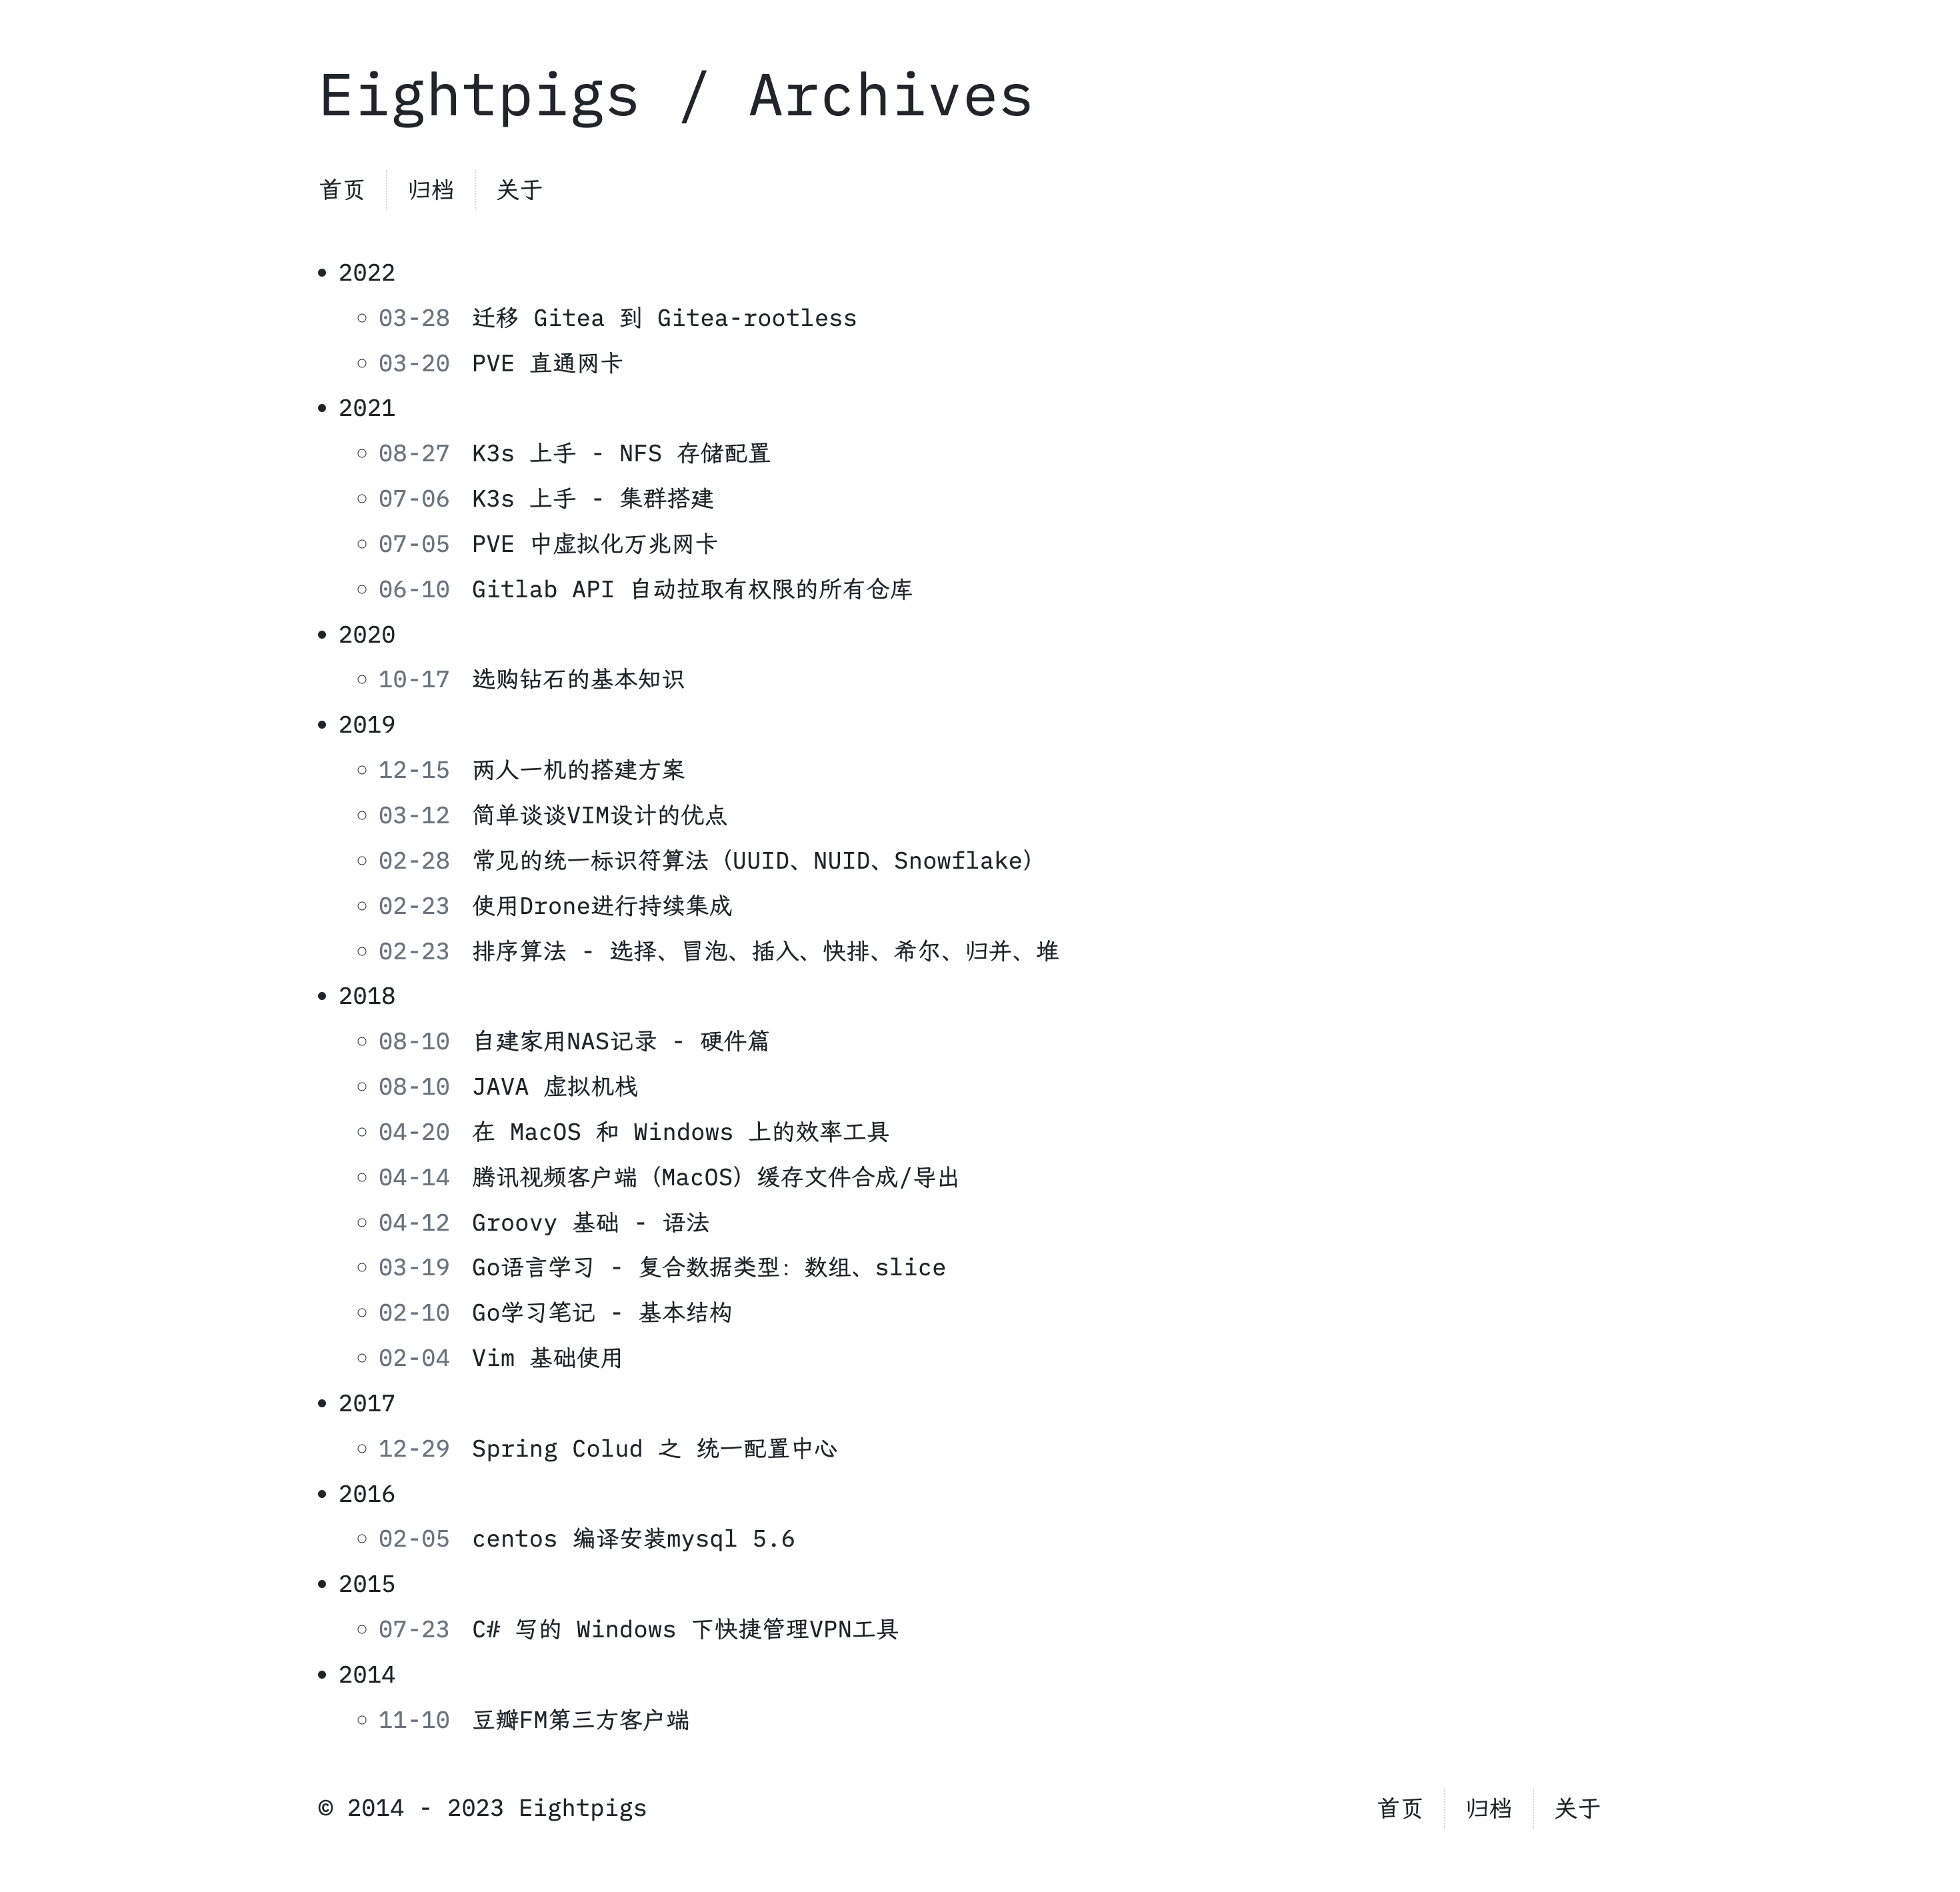 Eightpigs / Archives
首页 归档 关于
2022
03-28 迁移 Gitea 到 Gitea-rootless
03-20 PVE 直通网卡
2021
08-27 K3s 上手 - NFS 存储配置
07-06 K3s 上手 - 集群搭建
07-05 PVE 中虚拟化万兆网卡
06-10 Gitlab API 自动拉取有权限的所有仓库
2020
10-17 选购钻石的基本知识
2019
12-15 两人一机的搭建方案
03-12 简单谈谈VIM设计的优点
02-28 常见的统一标识符算法（UUID、NUID、Snowflake）
02-23 使用Drone进行持续集成
02-23 排序算法 - 选择、冒泡、插入、快排、希尔、归并、堆
2018
08-10 自建家用NAS记录 - 硬件篇
08-10 JAVA 虚拟机栈
04-20 在 MacOS 和 Windows 上的效率工具
04-14 腾讯视频客户端（MacOS）缓存文件合成/导出
04-12 Groovy 基础 - 语法
03-19 Go语言学习 - 复合数据类型：数组、slice
02-10 Go学习笔记 - 基本结构
02-04 Vim 基础使用
2017
12-29 Spring Colud 之 统一配置中心
2016
02-05 centos 编译安装mysql 5.6
2015
07-23 C# 写的 Windows 下快捷管理VPN工具
2014
11-10 豆瓣FM第三方客户端
© 2014 - 2023 Eightpigs 首页 归档 关于